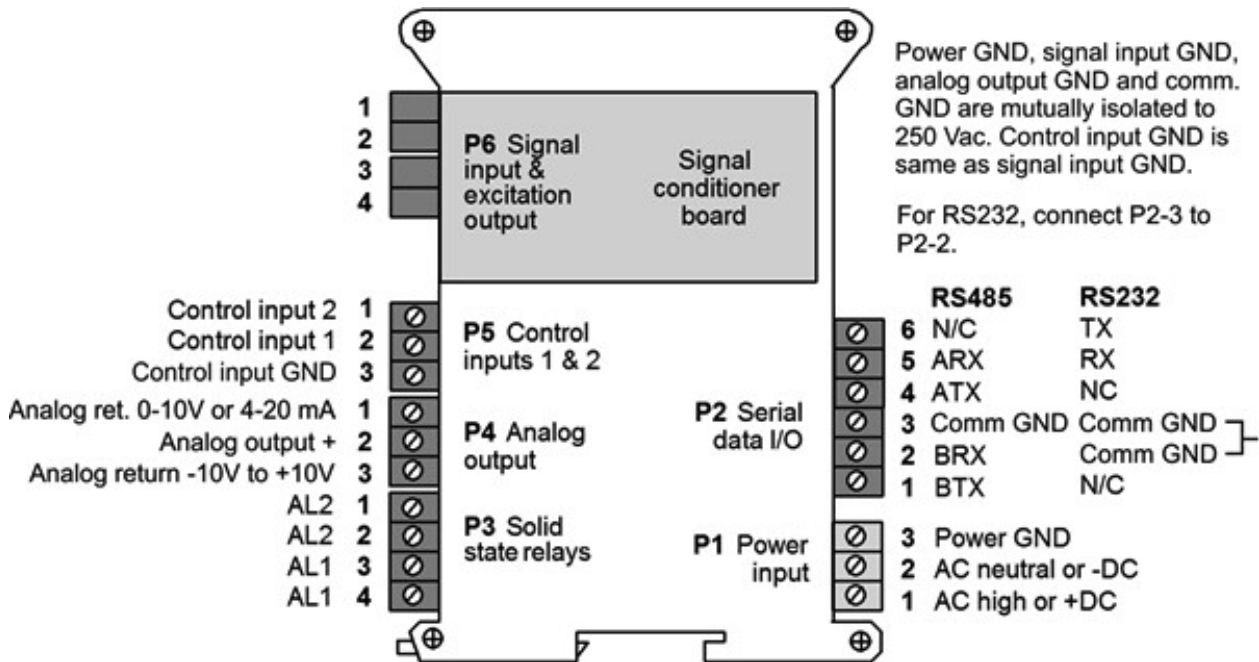 Power GND, signal input GND,
analog output GND and comm.
GND are mutually isolated to
250 Vac. Control input GND is
same as signal input GND.
For RS232, connect P2-3 to
P2-2.
1
2
3
4
P6 Signal
input &
excitation
output
Signal
conditioner
board
Control input 2 1
Control input 1 2
Control input GND 3
P5 Control
inputs 1 & 2
Analog ret. 0-10V or 4-20 mA 1
Analog output + 2
Analog return -10V to +10V 3
P4 Analog
output
AL2 1
AL2 2
AL1 3
AL1 4
P3 Solid
state relays
P2 Serial
data I/O
RS485 RS232
6 N/C TX
5 ARX RX
4 ATX NC
3 Comm GND Comm GND
2 BRX Comm GND
1 BTX N/C
P1 Power
input
3 Power GND
2 AC neutral or -DC
1 AC high or +DC